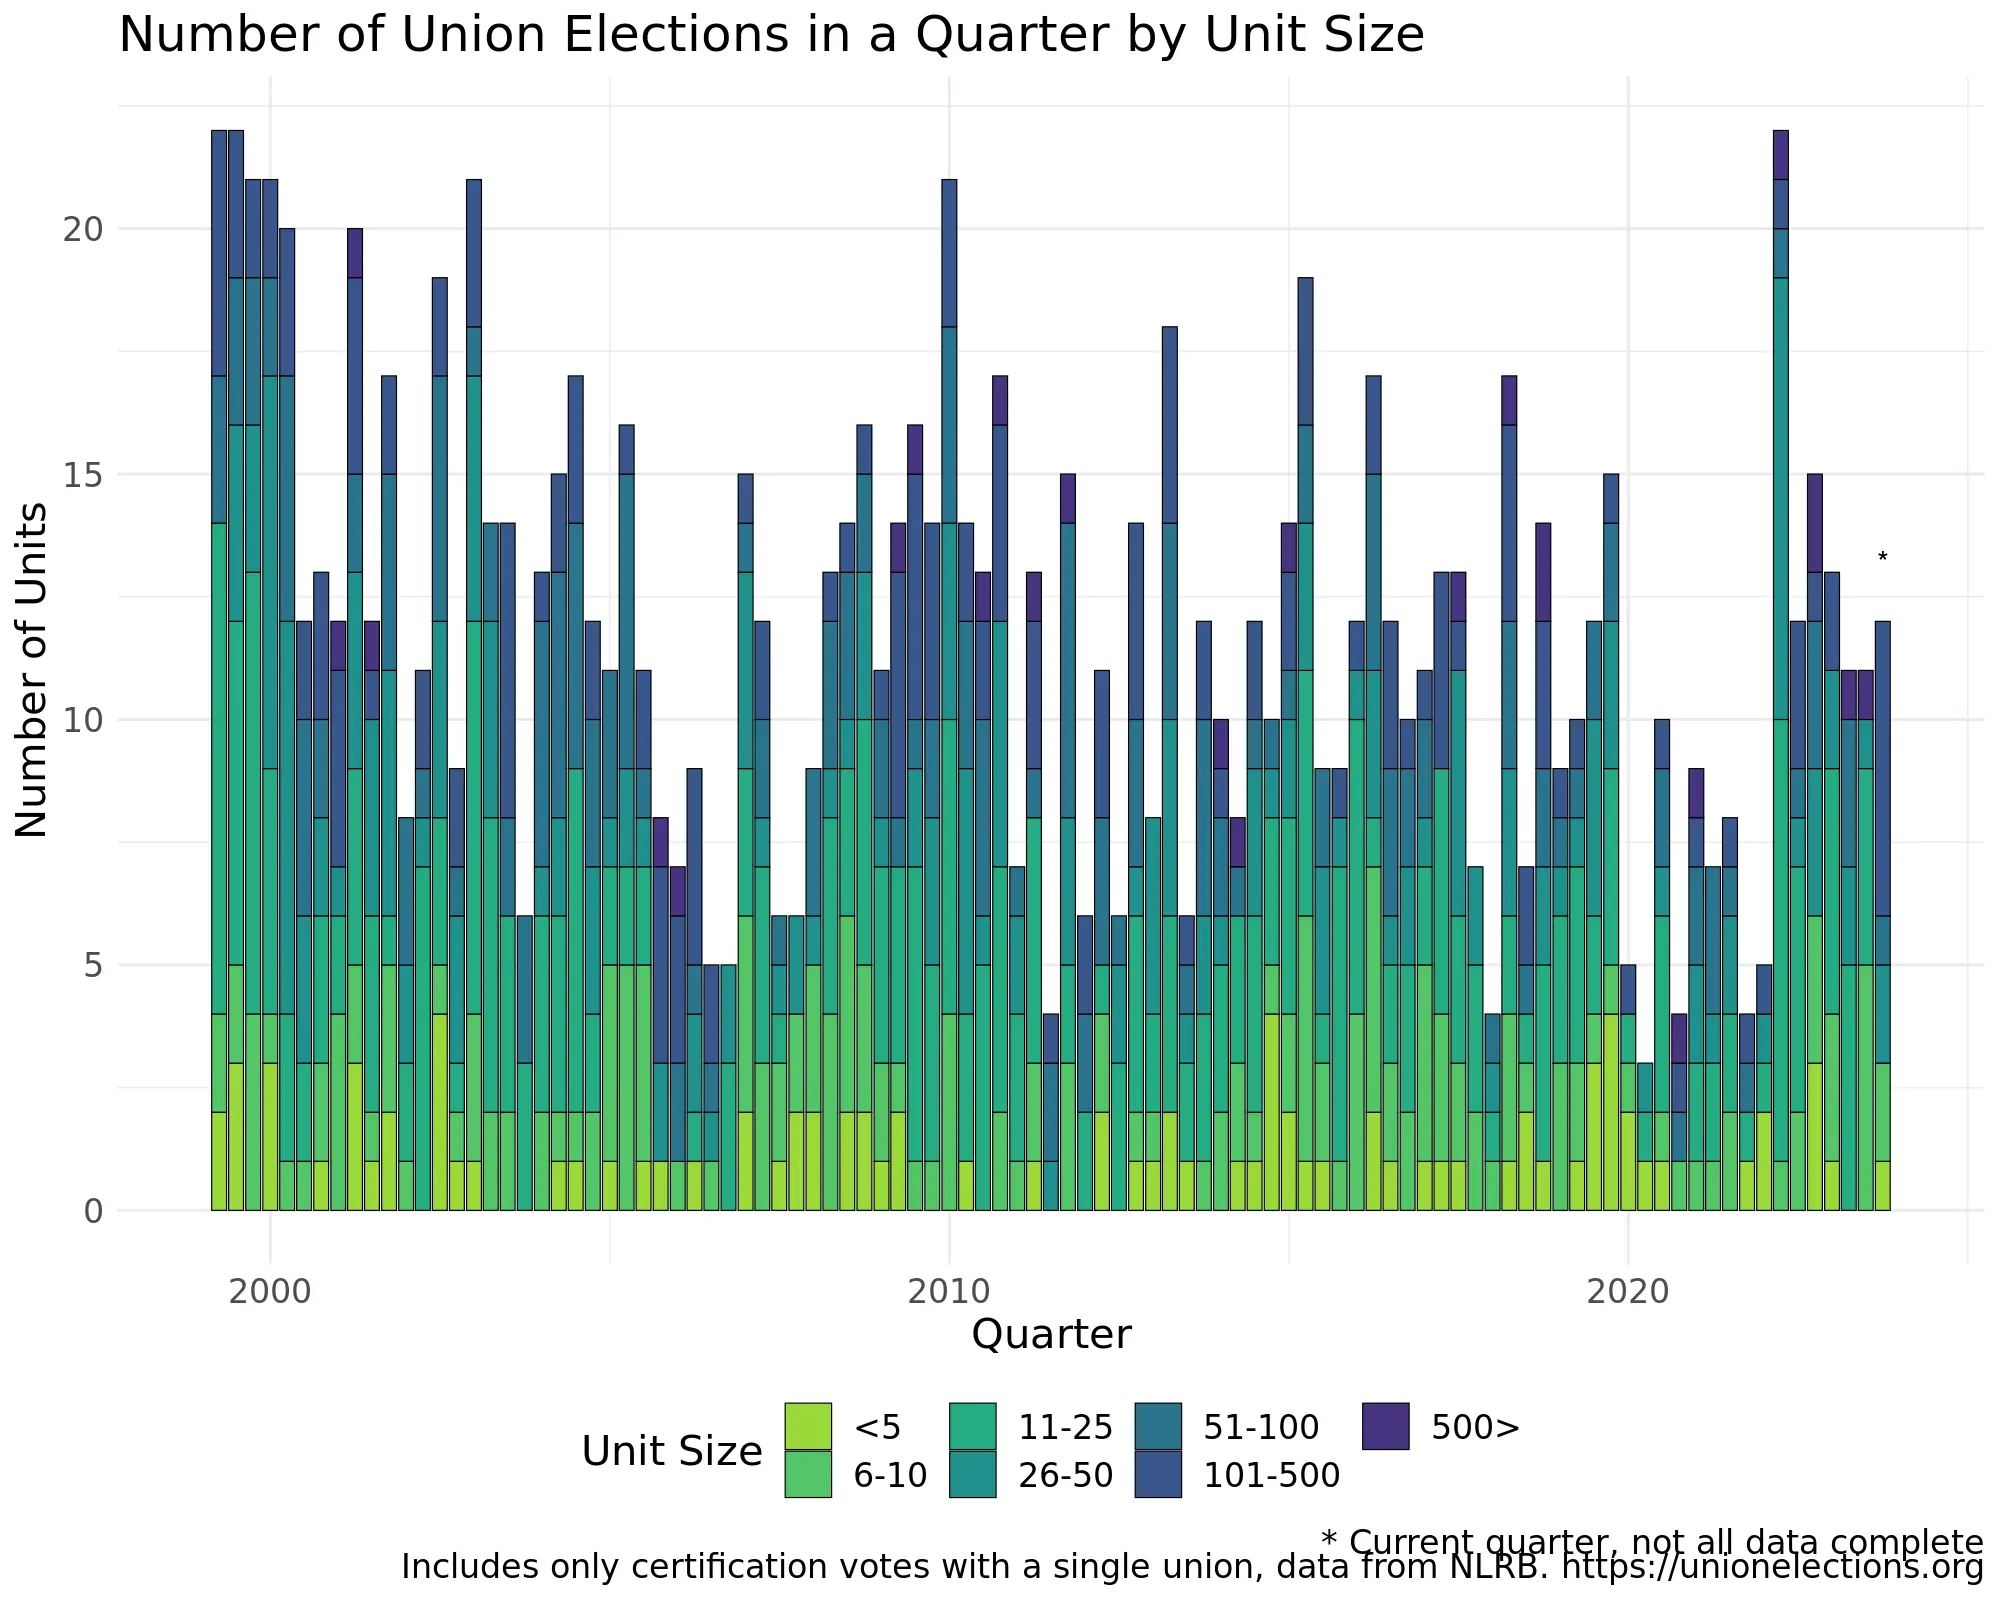 Number of Union Elections in a Quarter by Unit Size
Number of Units
20
15
10
5
0
*
2000 2010 2020
Quarter
Unit Size
<5 11-25 51-100 500>
6-10 26-50 101-500
* Current quarter, not all data complete
Includes only certification votes with a single union, data from NLRB. https://unionelections.org